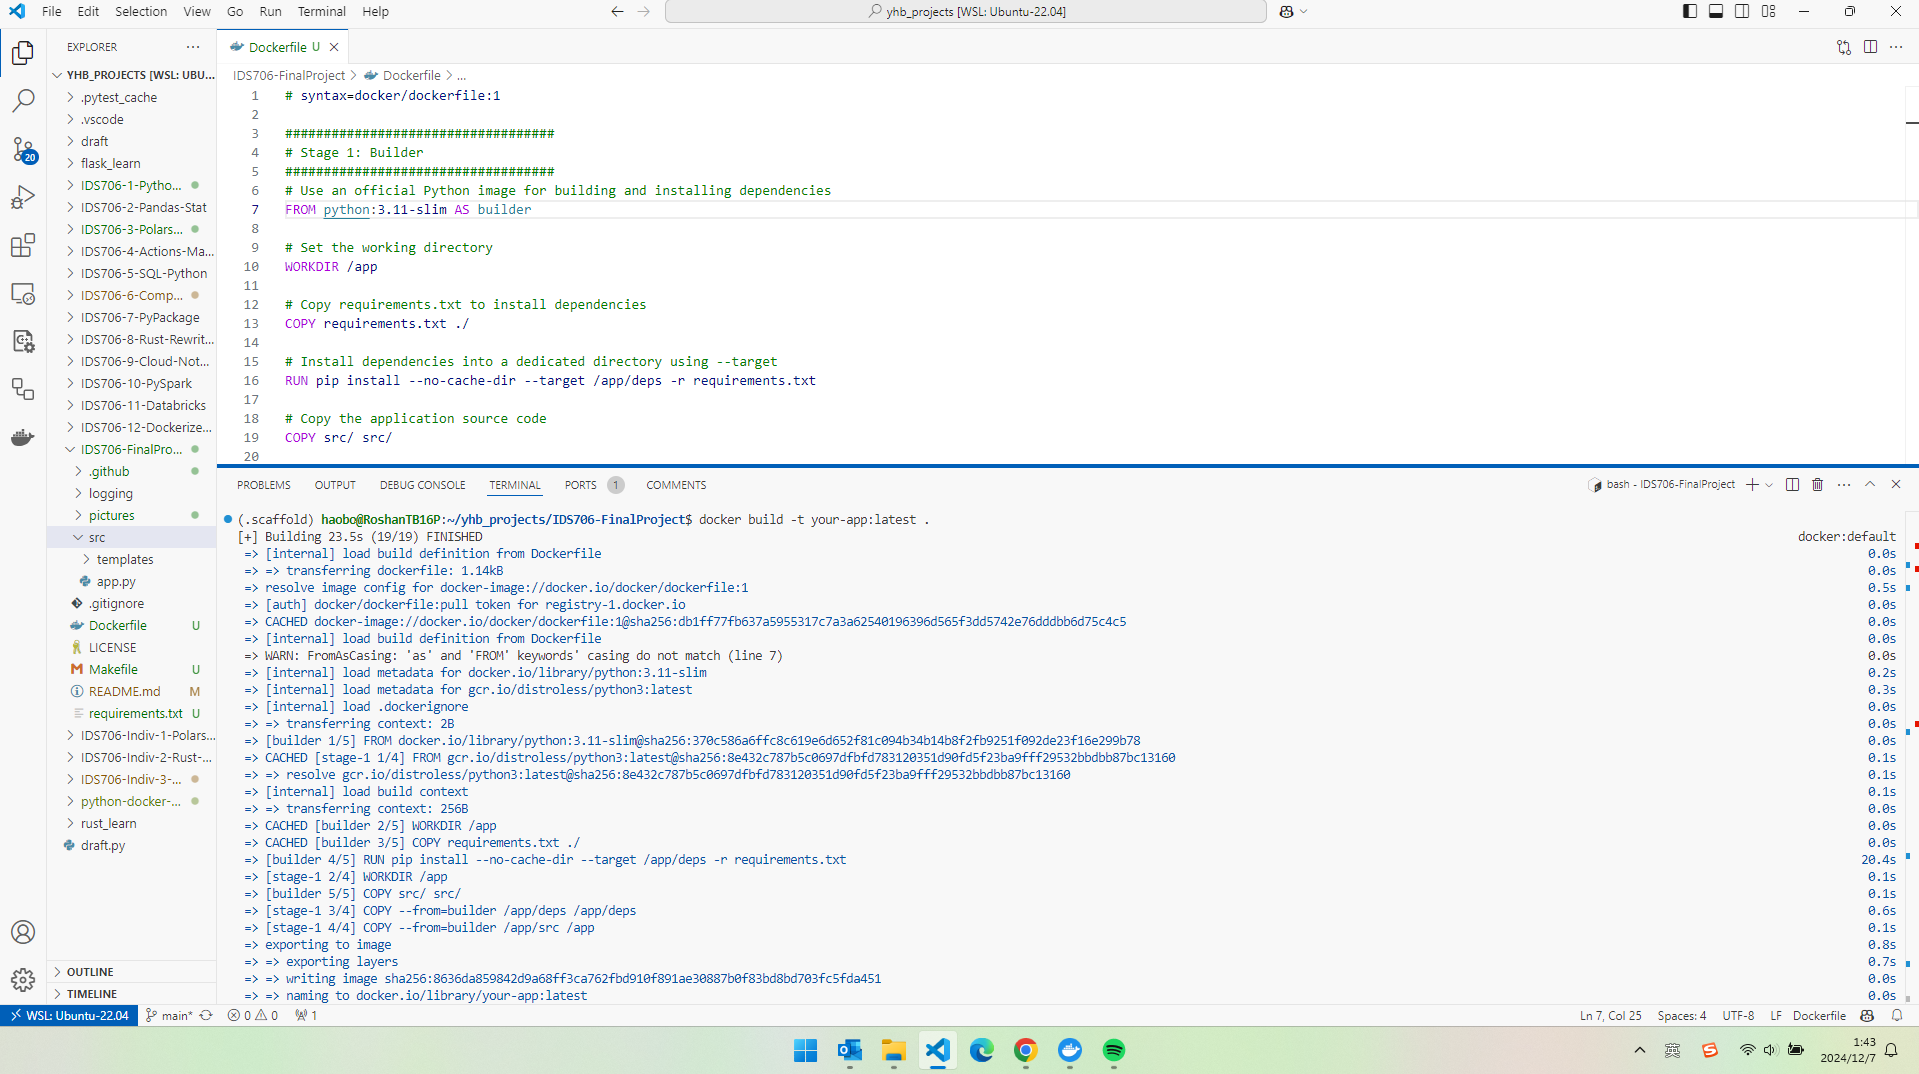 File Edit Selection View Go Run Terminal Help
yhb_projects [WSL: Ubuntu-22.04]
EXPLORER
YHB_PROJECTS [WSL: UBU...
.pytest_cache
.vscode
draft
flask_learn
IDS706-1-Pytho...
IDS706-2-Pandas-Stat
IDS706-3-Polars...
IDS706-4-Actions-Ma...
IDS706-5-SQL-Python
IDS706-6-Comp...
IDS706-7-PyPackage
IDS706-8-Rust-Rewrit...
IDS706-9-Cloud-Not...
IDS706-10-PySpark
IDS706-11-Databricks
IDS706-12-Dockerize...
IDS706-FinalPro...
.github
logging
pictures
src
templates
app.py
.gitignore
Dockerfile U
LICENSE
Makefile U
README.md M
requirements.txt U
IDS706-Indiv-1-Polars...
IDS706-Indiv-2-Rust-...
IDS706-Indiv-3-...
python-docker-...
rust_learn
draft.py
OUTLINE
TIMELINE
20
Dockerfile U
IDS706-FinalProject > Dockerfile > ...
1 # syntax=docker/dockerfile:1
2
3 ###################################
4 # Stage 1: Builder
5 ###################################
6 # Use an official Python image for building and installing dependencies
7 FROM python:3.11-slim AS builder
8
9 # Set the working directory
10 WORKDIR /app
11
12 # Copy requirements.txt to install dependencies
13 COPY requirements.txt ./
14
15 # Install dependencies into a dedicated directory using --target
16 RUN pip install --no-cache-dir --target /app/deps -r requirements.txt
17
18 # Copy the application source code
19 COPY src/ src/
20
PROBLEMS OUTPUT DEBUG CONSOLE TERMINAL PORTS 1 COMMENTS
bash - IDS706-FinalProject
(.scaffold) haobo@RoshanTB16P:~/yhb_projects/IDS706-FinalProject$ docker build -t your-app:latest .
[+] Building 23.5s (19/19) FINISHED docker:default
=> [internal] load build definition from Dockerfile 0.0s
=> => transferring dockerfile: 1.14kB 0.0s
=> resolve image config for docker-image://docker.io/docker/dockerfile:1 0.5s
=> [auth] docker/dockerfile:pull token for registry-1.docker.io 0.0s
=> CACHED docker-image://docker.io/docker/dockerfile:1@sha256:db1ff77fb637a5955317c7a3a62540196396d565f3dd5742e76dddbb6d75c4c5 0.0s
=> [internal] load build definition from Dockerfile 0.0s
=> WARN: FromAsCasing: 'as' and 'FROM' keywords' casing do not match (line 7) 0.0s
=> [internal] load metadata for docker.io/library/python:3.11-slim 0.2s
=> [internal] load metadata for gcr.io/distroless/python3:latest 0.3s
=> [internal] load .dockerignore 0.0s
=> => transferring context: 2B 0.0s
=> [builder 1/5] FROM docker.io/library/python:3.11-slim@sha256:370c586a6ffc8c619e6d652f81c094b34b14b8f2fb9251f092de23f16e299b78 0.0s
=> CACHED [stage-1 1/4] FROM gcr.io/distroless/python3:latest@sha256:8e432c787b5c0697dfbfd783120351d90fd5f23ba9fff29532bbdbb87bc13160 0.1s
=> => resolve gcr.io/distroless/python3:latest@sha256:8e432c787b5c0697dfbfd783120351d90fd5f23ba9fff29532bbdbb87bc13160 0.1s
=> [internal] load build context 0.1s
=> => transferring context: 256B 0.0s
=> CACHED [builder 2/5] WORKDIR /app 0.0s
=> CACHED [builder 3/5] COPY requirements.txt ./ 0.0s
=> [builder 4/5] RUN pip install --no-cache-dir --target /app/deps -r requirements.txt 20.4s
=> [stage-1 2/4] WORKDIR /app 0.1s
=> [builder 5/5] COPY src/ src/ 0.1s
=> [stage-1 3/4] COPY --from=builder /app/deps /app/deps 0.6s
=> [stage-1 4/4] COPY --from=builder /app/src /app 0.1s
=> exporting to image 0.8s
=> => exporting layers 0.7s
=> => writing image sha256:8636da859842d9a68ff3ca762fbd910f891ae30887b0f83bd8bd703fc5fda451 0.0s
=> => naming to docker.io/library/your-app:latest 0.0s
WSL: Ubuntu-22.04 main* 0 0 1 Ln 7, Col 25 Spaces: 4 UTF-8 LF Dockerfile
英 1:43
2024/12/7